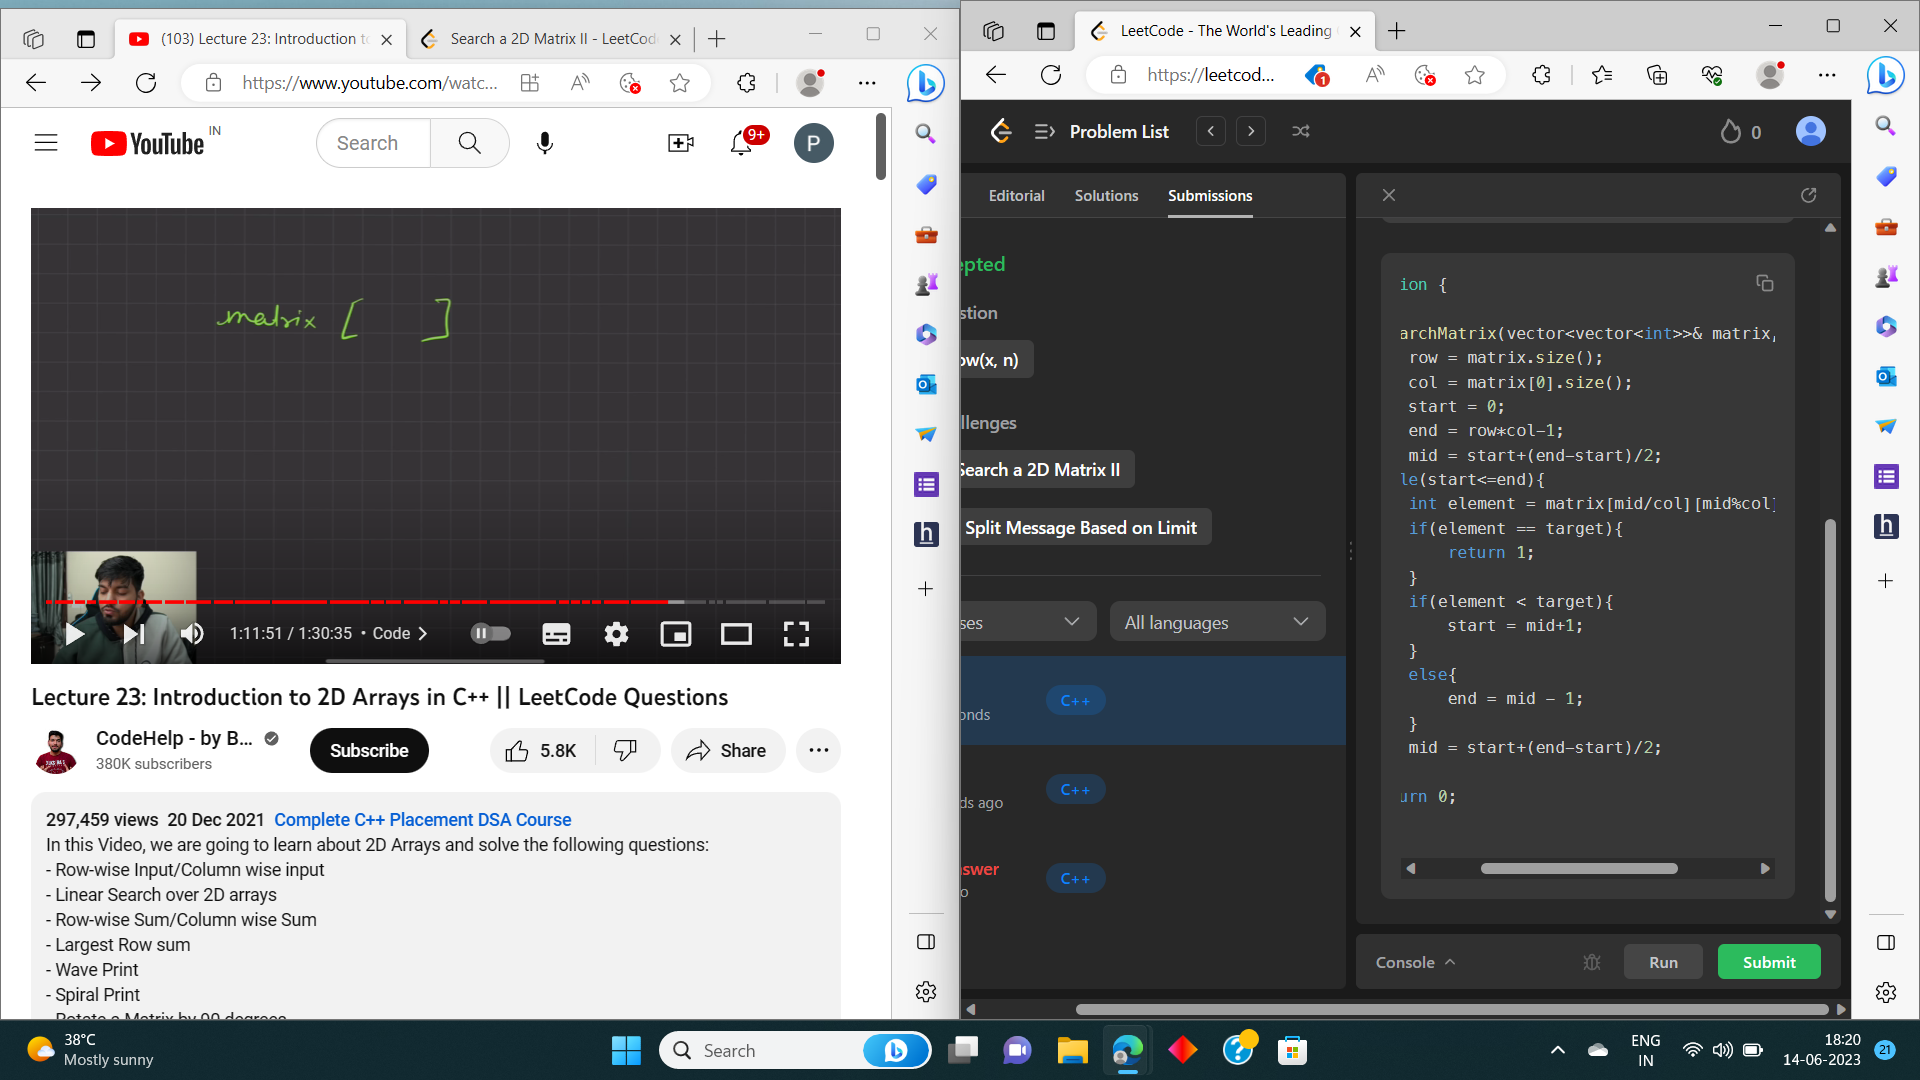 (103) Lecture 23: Introduction to
Search a 2D Matrix II - LeetCod
https://www.youtube.com/watc...
YouTube IN
Search
9+
P
matrix [ ]
1:11:51 / 1:30:35 • Code
Lecture 23: Introduction to 2D Arrays in C++ || LeetCode Questions
CodeHelp - by B...
380K subscribers
Subscribe
5.8K
Share
297,459 views 20 Dec 2021 Complete C++ Placement DSA Course
In this Video, we are going to learn about 2D Arrays and solve the following questions:
- Row-wise Input/Column wise input
- Linear Search over 2D arrays
- Row-wise Sum/Column wise Sum
- Largest Row sum
- Wave Print
- Spiral Print
- Rotate a Matrix by 90 degrees
LeetCode - The World's Leading
https://leetcod...
1
Problem List
0
Editorial
Solutions
Submissions
epted
stion
ow(x, n)
llenges
Search a 2D Matrix II
Split Message Based on Limit
ses
All languages
C++
onds
C++
ds ago
swer
C++
o
ion {
archMatrix(vector<vector<int>>& matrix,
row = matrix.size();
col = matrix[0].size();
start = 0;
end = row*col-1;
mid = start+(end-start)/2;
le(start<=end){
int element = matrix[mid/col][mid%col]
if(element == target){
return 1;
}
if(element < target){
start = mid+1;
}
else{
end = mid - 1;
}
mid = start+(end-start)/2;
urn 0;
Console
Run
Submit
38°C
Mostly sunny
Search
ENG
IN
18:20
14-06-2023
21